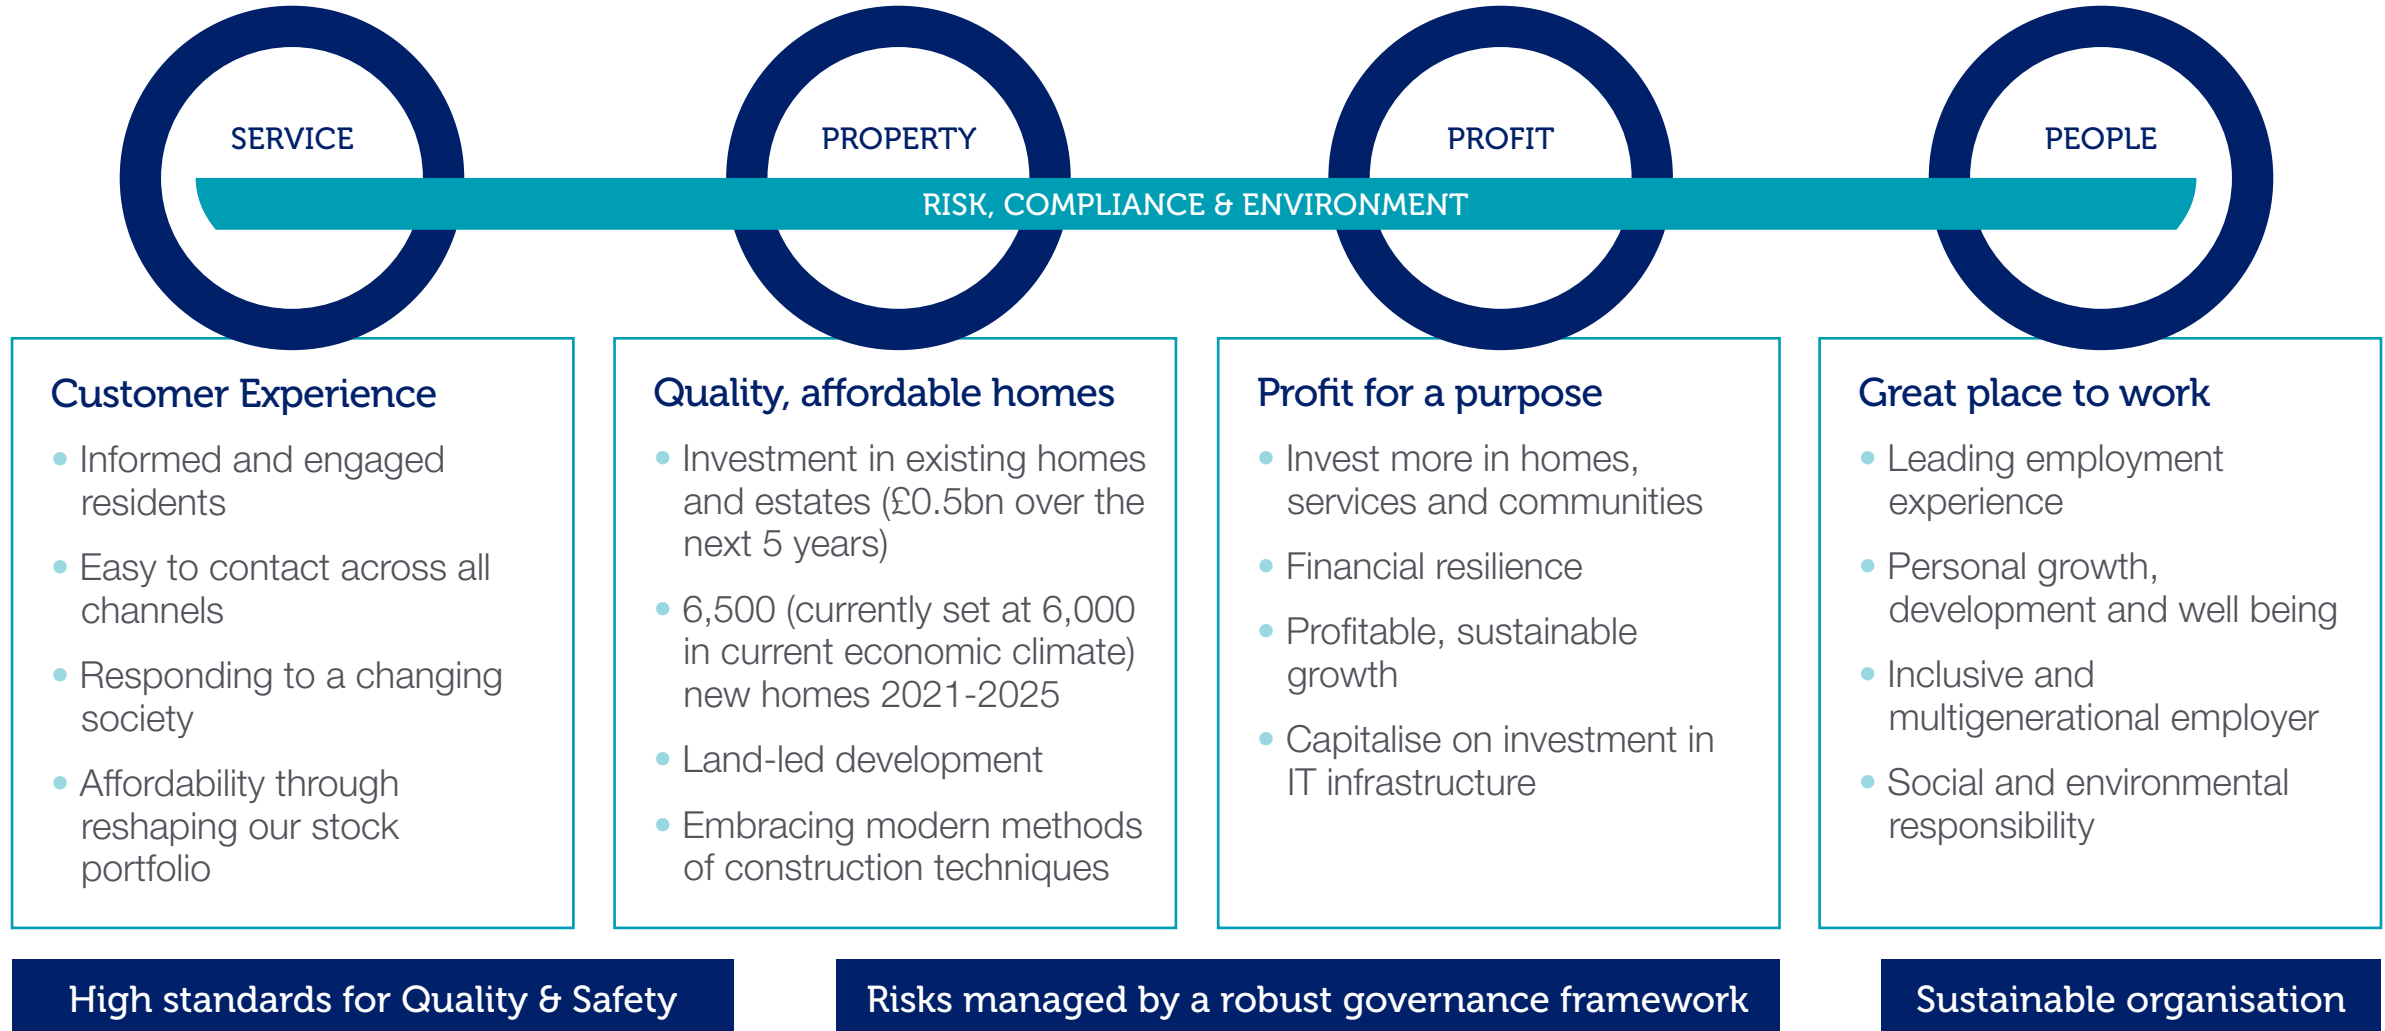 SERVICE
PROPERTY
PROFIT
PEOPLE
RISK, COMPLIANCE & ENVIRONMENT
Customer Experience
• Informed and engaged
residents
• Easy to contact across all
channels
• Responding to a changing
society
• Affordability through
reshaping our stock
portfolio
Quality, affordable homes
• Investment in existing homes
and estates (£0.5bn over the
next 5 years)
• 6,500 (currently set at 6,000
in current economic climate)
new homes 2021-2025
• Land-led development
• Embracing modern methods
of construction techniques
Profit for a purpose
• Invest more in homes,
services and communities
• Financial resilience
• Profitable, sustainable
growth
• Capitalise on investment in
IT infrastructure
Great place to work
• Leading employment
experience
• Personal growth,
development and well being
• Inclusive and
multigenerational employer
• Social and environmental
responsibility
High standards for Quality & Safety
Risks managed by a robust governance framework
Sustainable organisation